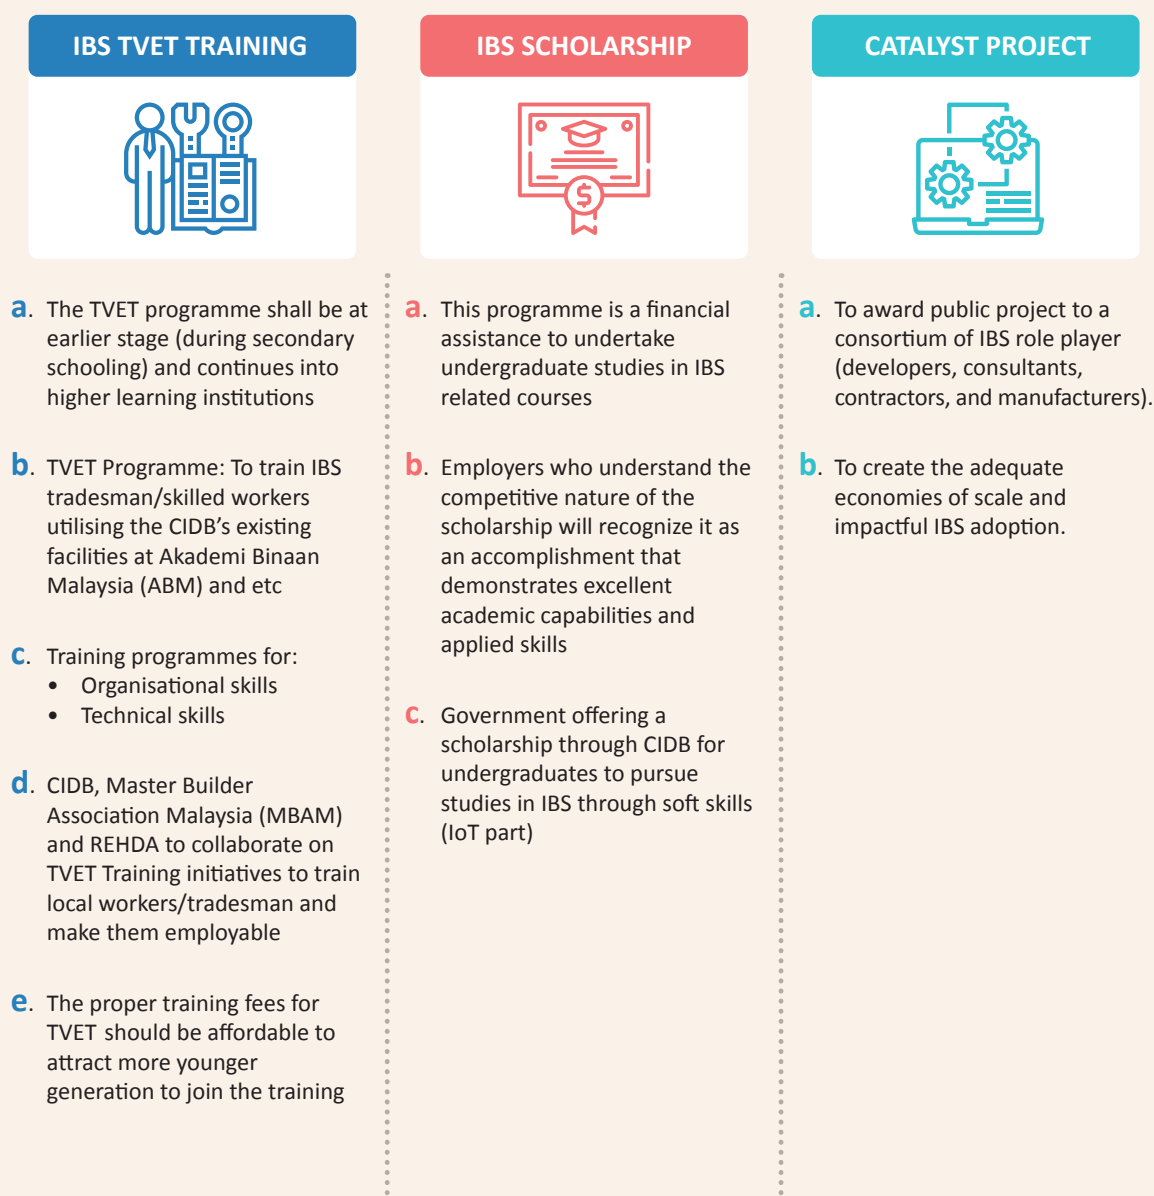 IBS TVET TRAINING
a. The TVET programme shall be at
earlier stage (during secondary
schooling) and continues into
higher learning institutions
b. TVET Programme: To train IBS
tradesman/skilled workers
utilising the CIDB’s existing
facilities at Akademi Binaan
Malaysia (ABM) and etc
c. Training programmes for:
• Organisational skills
• Technical skills
d. CIDB, Master Builder
Association Malaysia (MBAM)
and REHDA to collaborate on
TVET Training initiatives to train
local workers/tradesman and
make them employable
e. The proper training fees for
TVET should be affordable to
attract more younger
generation to join the training
IBS SCHOLARSHIP
$
a. This programme is a financial
assistance to undertake
undergraduate studies in IBS
related courses
b. Employers who understand the
competitive nature of the
scholarship will recognize it as
an accomplishment that
demonstrates excellent
academic capabilities and
applied skills
c. Government offering a
scholarship through CIDB for
undergraduates to pursue
studies in IBS through soft skills
(IoT part)
CATALYST PROJECT
a. To award public project to a
consortium of IBS role player
(developers, consultants,
contractors, and manufacturers).
b. To create the adequate
economies of scale and
impactful IBS adoption.